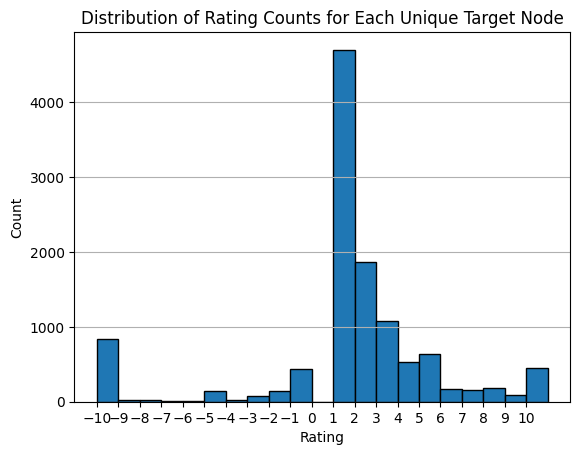 Distribution of Rating Counts for Each Unique Target Node
Count
4000
3000
2000
1000
0
−10 −9 −8 −7 −6 −5 −4 −3 −2 −1 0 1 2 3 4 5 6 7 8 9 10
Rating